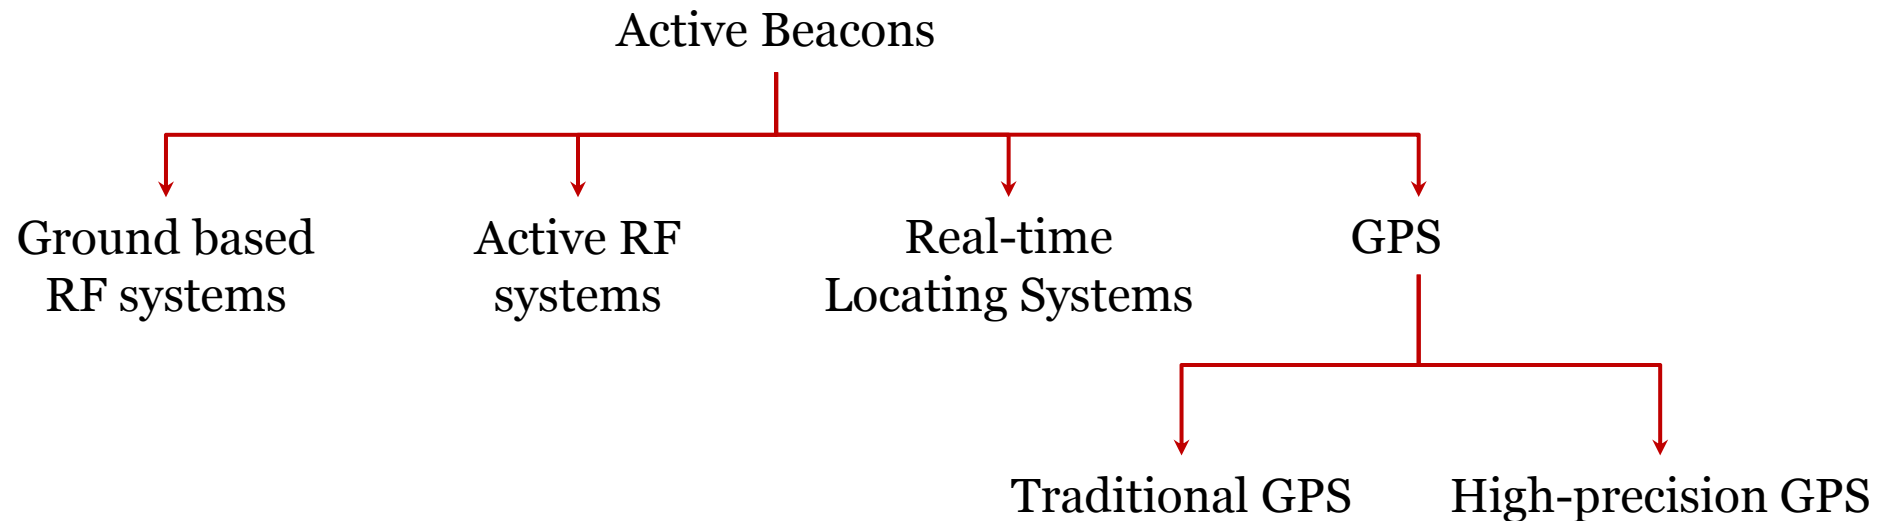 Active Beacons
Ground based
RF systems
Active RF
systems
Real-time
Locating Systems
GPS
Traditional GPS
High-precision GPS